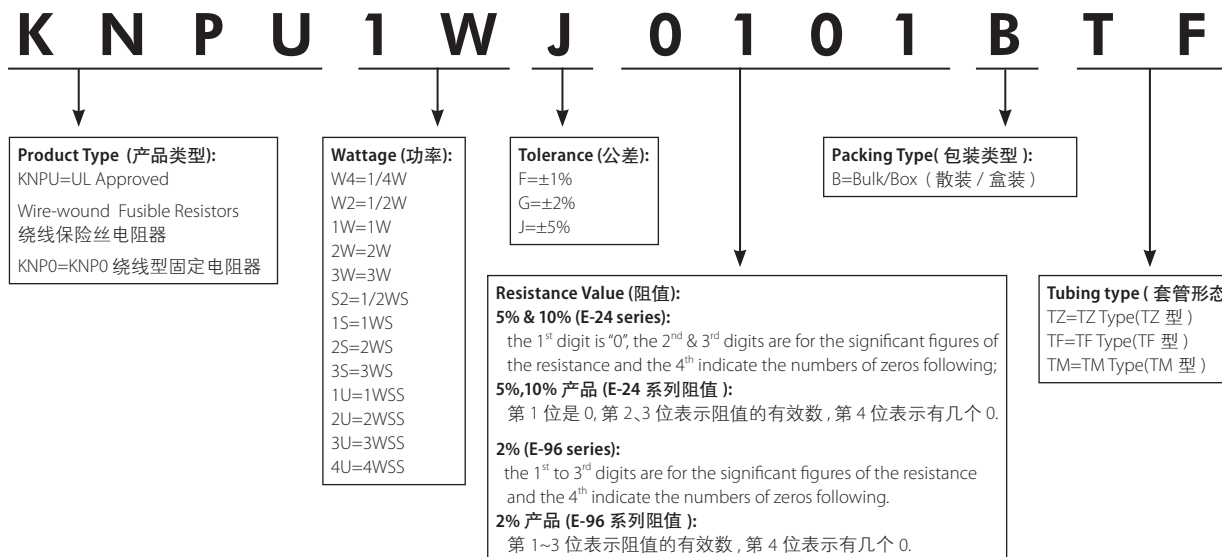 K N P U 1 W J 0 1 0 1 B T F
Product Type (产品类型):
KNPU=UL Approved
Wire-wound Fusible Resistors
绕线保险丝电阻器
KNP0=KNP0 绕线型固定电阻器
Wattage (功率):
W4=1/4W
W2=1/2W
1W=1W
2W=2W
3W=3W
S2=1/2WS
1S=1WS
2S=2WS
3S=3WS
1U=1WSS
2U=2WSS
3U=3WSS
4U=4WSS
Tolerance (公差):
F=±1%
G=±2%
J=±5%
Resistance Value (阻值):
5% & 10% (E-24 series):
the 1st digit is "0", the 2nd & 3rd digits are for the significant figures of
the resistance and the 4th indicate the numbers of zeros following;
5%,10% 产品 (E-24 系列阻值 ):
第 1 位是 0, 第 2、3 位表示阻值的有效数 , 第 4 位表示有几个 0.
2% (E-96 series):
the 1st to 3rd digits are for the significant figures of the resistance
and the 4th indicate the numbers of zeros following.
2% 产品 (E-96 系列阻值 ):
第 1~3 位表示阻值的有效数 , 第 4 位表示有几个 0.
Packing Type( 包装类型 ):
B=Bulk/Box ( 散装 / 盒装 )
Tubing type ( 套管形态
TZ=TZ Type(TZ 型 )
TF=TF Type(TF 型 )
TM=TM Type(TM 型 )